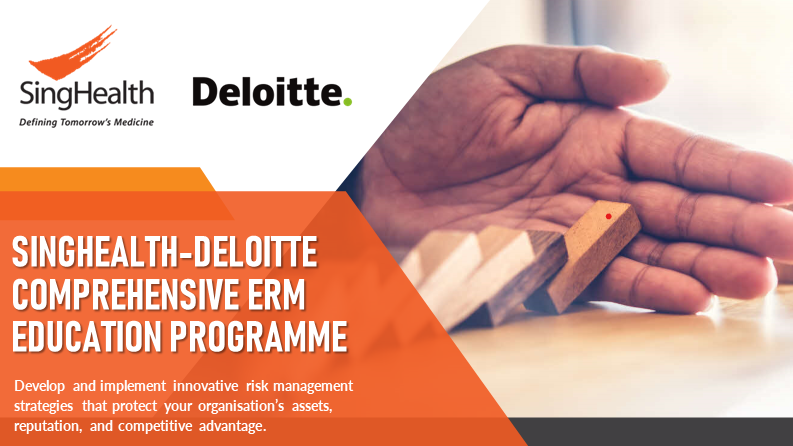 SingHealth
Defining Tomorrow's Medicine
Deloitte.
SINGHEALTH-DELOITTE
COMPREHENSIVE ERM
EDUCATION PROGRAMME
Develop and implement innovative risk management
strategies that protect your organisation's assets,
reputation, and competitive advantage.